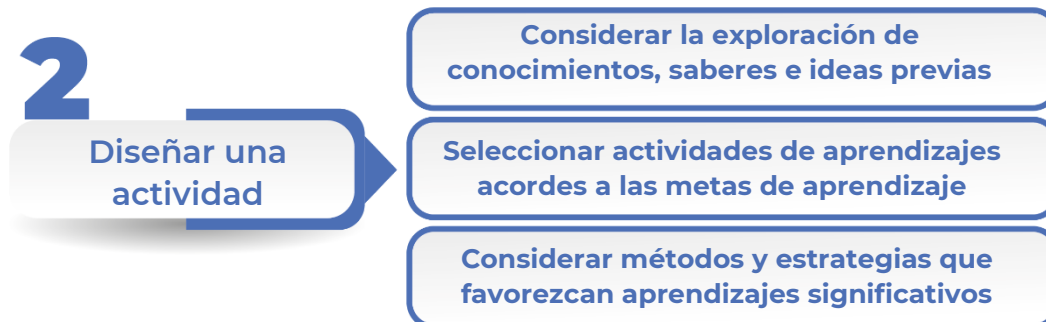 2
Diseñar una
actividad
Considerar la exploración de
conocimientos, saberes e ideas previas
Seleccionar actividades de aprendizajes
acordes a las metas de aprendizaje
Considerar métodos y estrategias que
favorezcan aprendizajes significativos